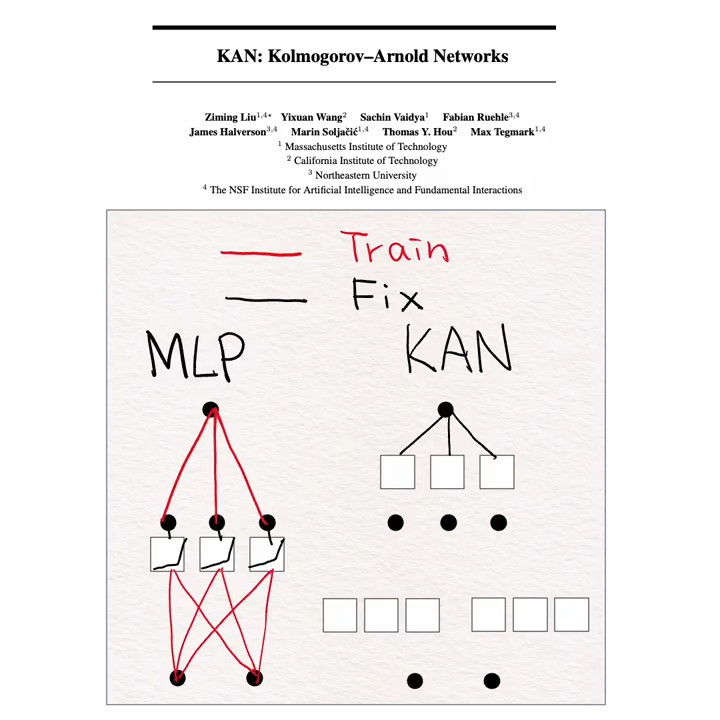 KAN: Kolmogorov–Arnold Networks
Ziming Liu¹,⁴* Yixuan Wang² Sachin Vaidya¹ Fabian Ruehle³,⁴
James Halverson³,⁴ Marin Soljačić¹,⁴ Thomas Y. Hou² Max Tegmark¹,⁴
¹ Massachusetts Institute of Technology
² California Institute of Technology
³ Northeastern University
⁴ The NSF Institute for Artificial Intelligence and Fundamental Interactions
Train
Fix
MLP KAN